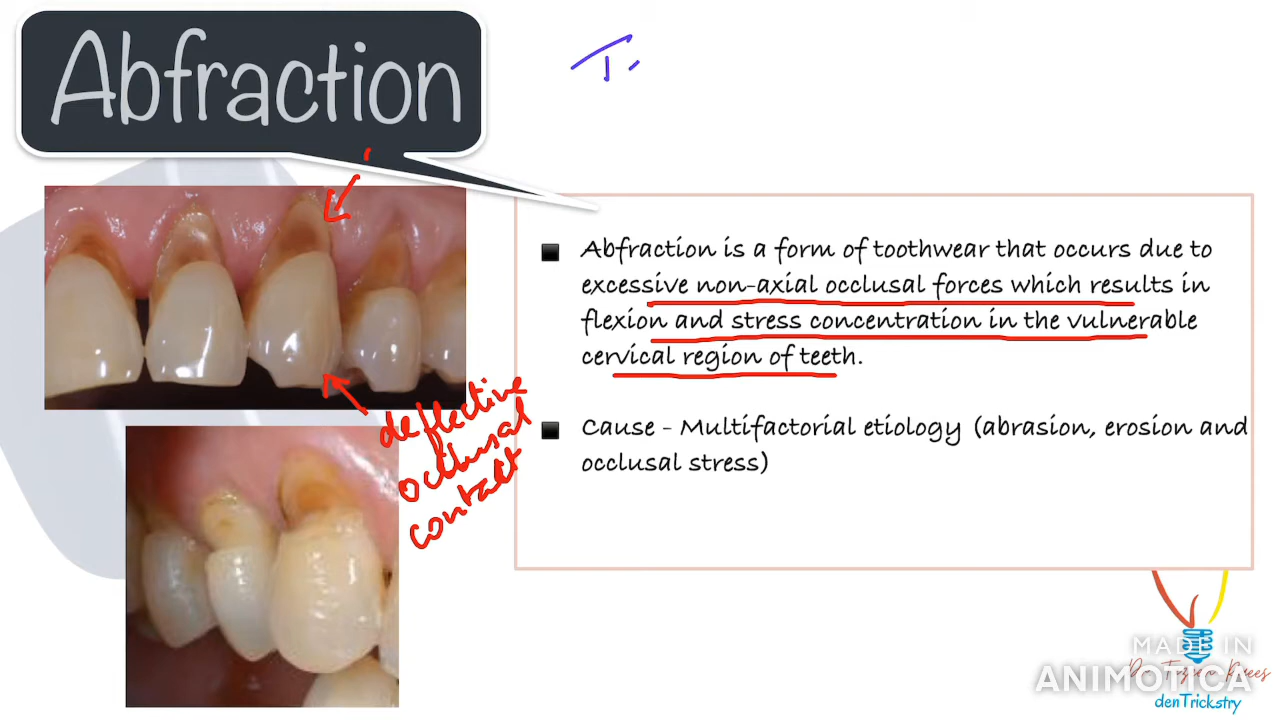 Abfraction
T.
Abfraction is a form of toothwear that occurs due to
excessive non-axial occlusal forces which results in
flexion and stress concentration in the vulnerable
cervical region of teeth.
Cause - Multifactorial etiology (abrasion, erosion and
occlusal stress)
deflective
occlusal
contact
MADE IN
ANIMOTICA
denTrickstry